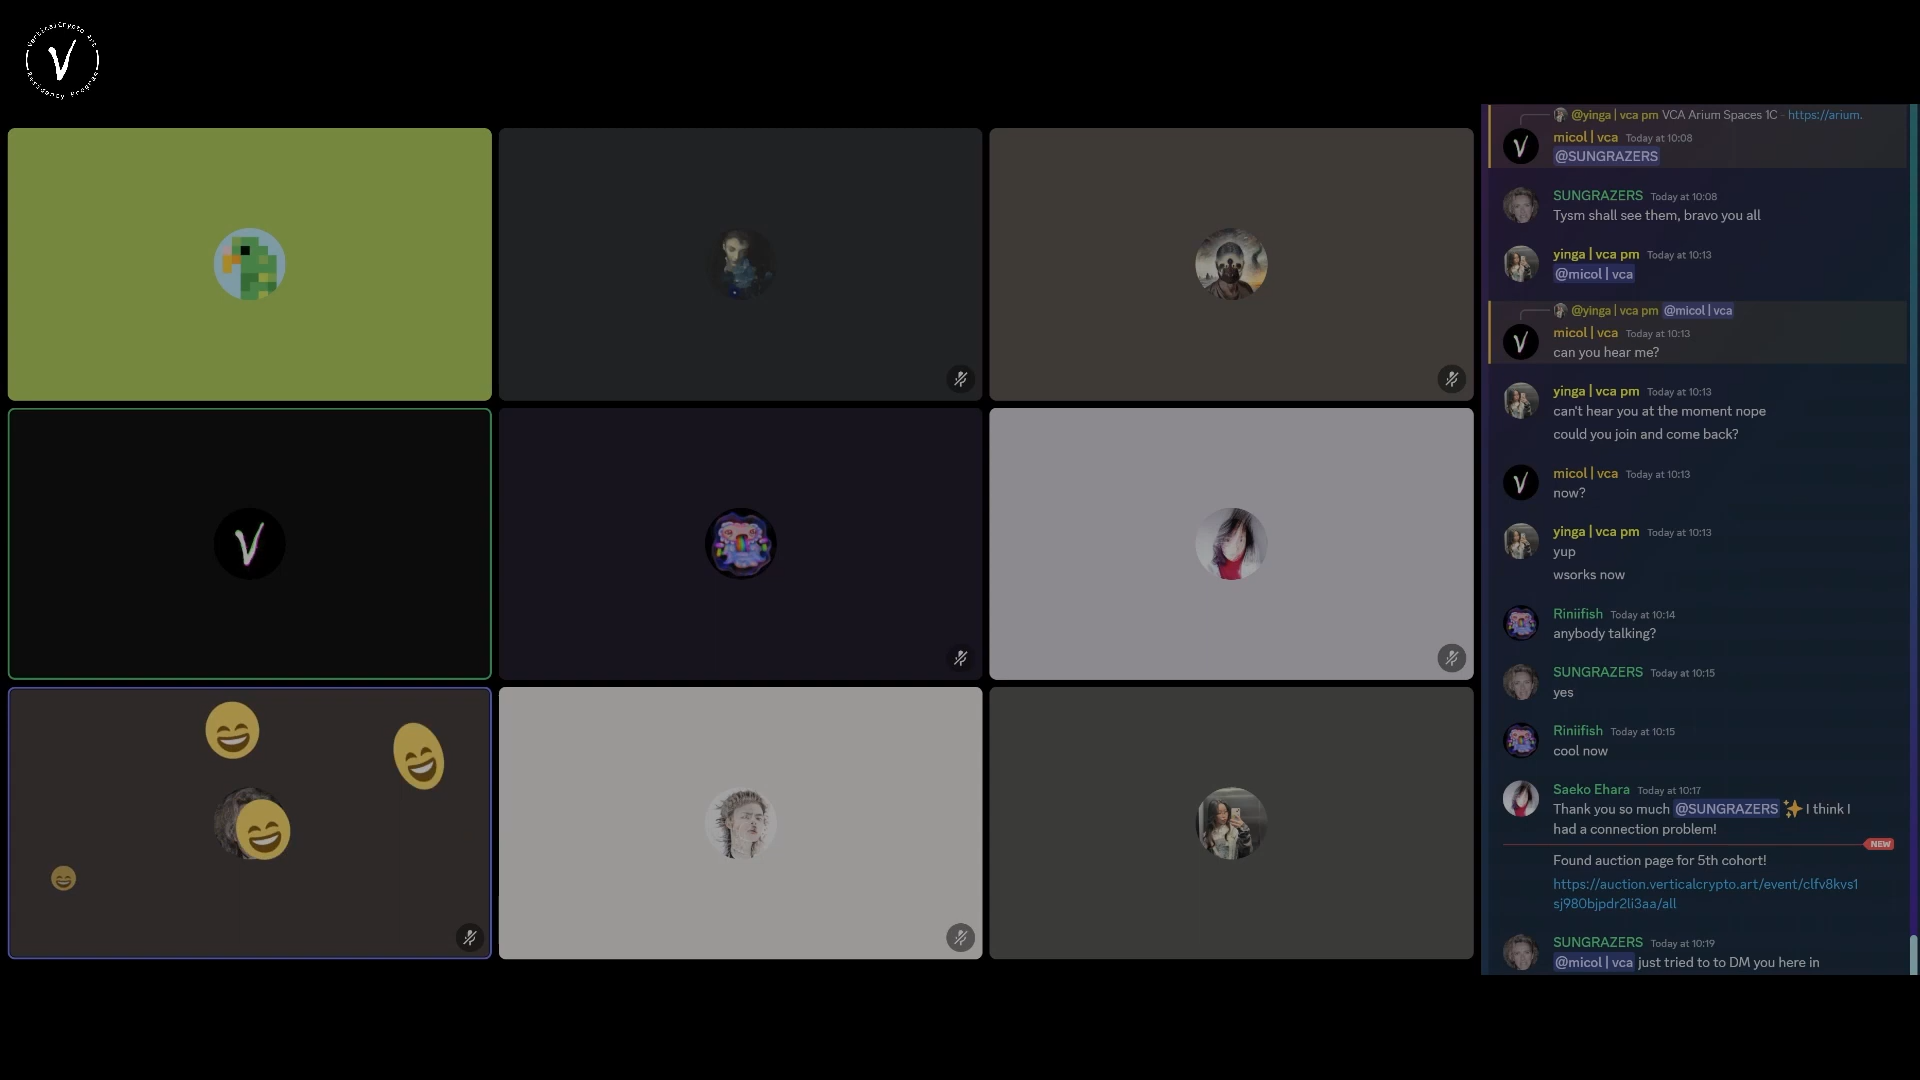 VerticalCrypto Art
Residency Program
V
@yinga | vca pm VCA Arium Spaces 1C - https://arium.
micol | vca Today at 10:08
@SUNGRAZERS
SUNGRAZERS Today at 10:08
Tysm shall see them, bravo you all
yinga | vca pm Today at 10:13
@micol | vca
@yinga | vca pm @micol | vca
micol | vca Today at 10:13
can you hear me?
yinga | vca pm Today at 10:13
can't hear you at the moment nope
could you join and come back?
micol | vca Today at 10:13
now?
yinga | vca pm Today at 10:13
yup
wsorks now
Riniifish Today at 10:14
anybody talking?
SUNGRAZERS Today at 10:15
yes
Riniifish Today at 10:15
cool now
Saeko Ehara Today at 10:17
Thank you so much @SUNGRAZERS ✨ I think I
had a connection problem!
NEW
Found auction page for 5th cohort!
https://auction.verticalcrypto.art/event/clfv8kvs1
sj980bjpdr2li3aa/all
SUNGRAZERS Today at 10:19
@micol | vca just tried to to DM you here in